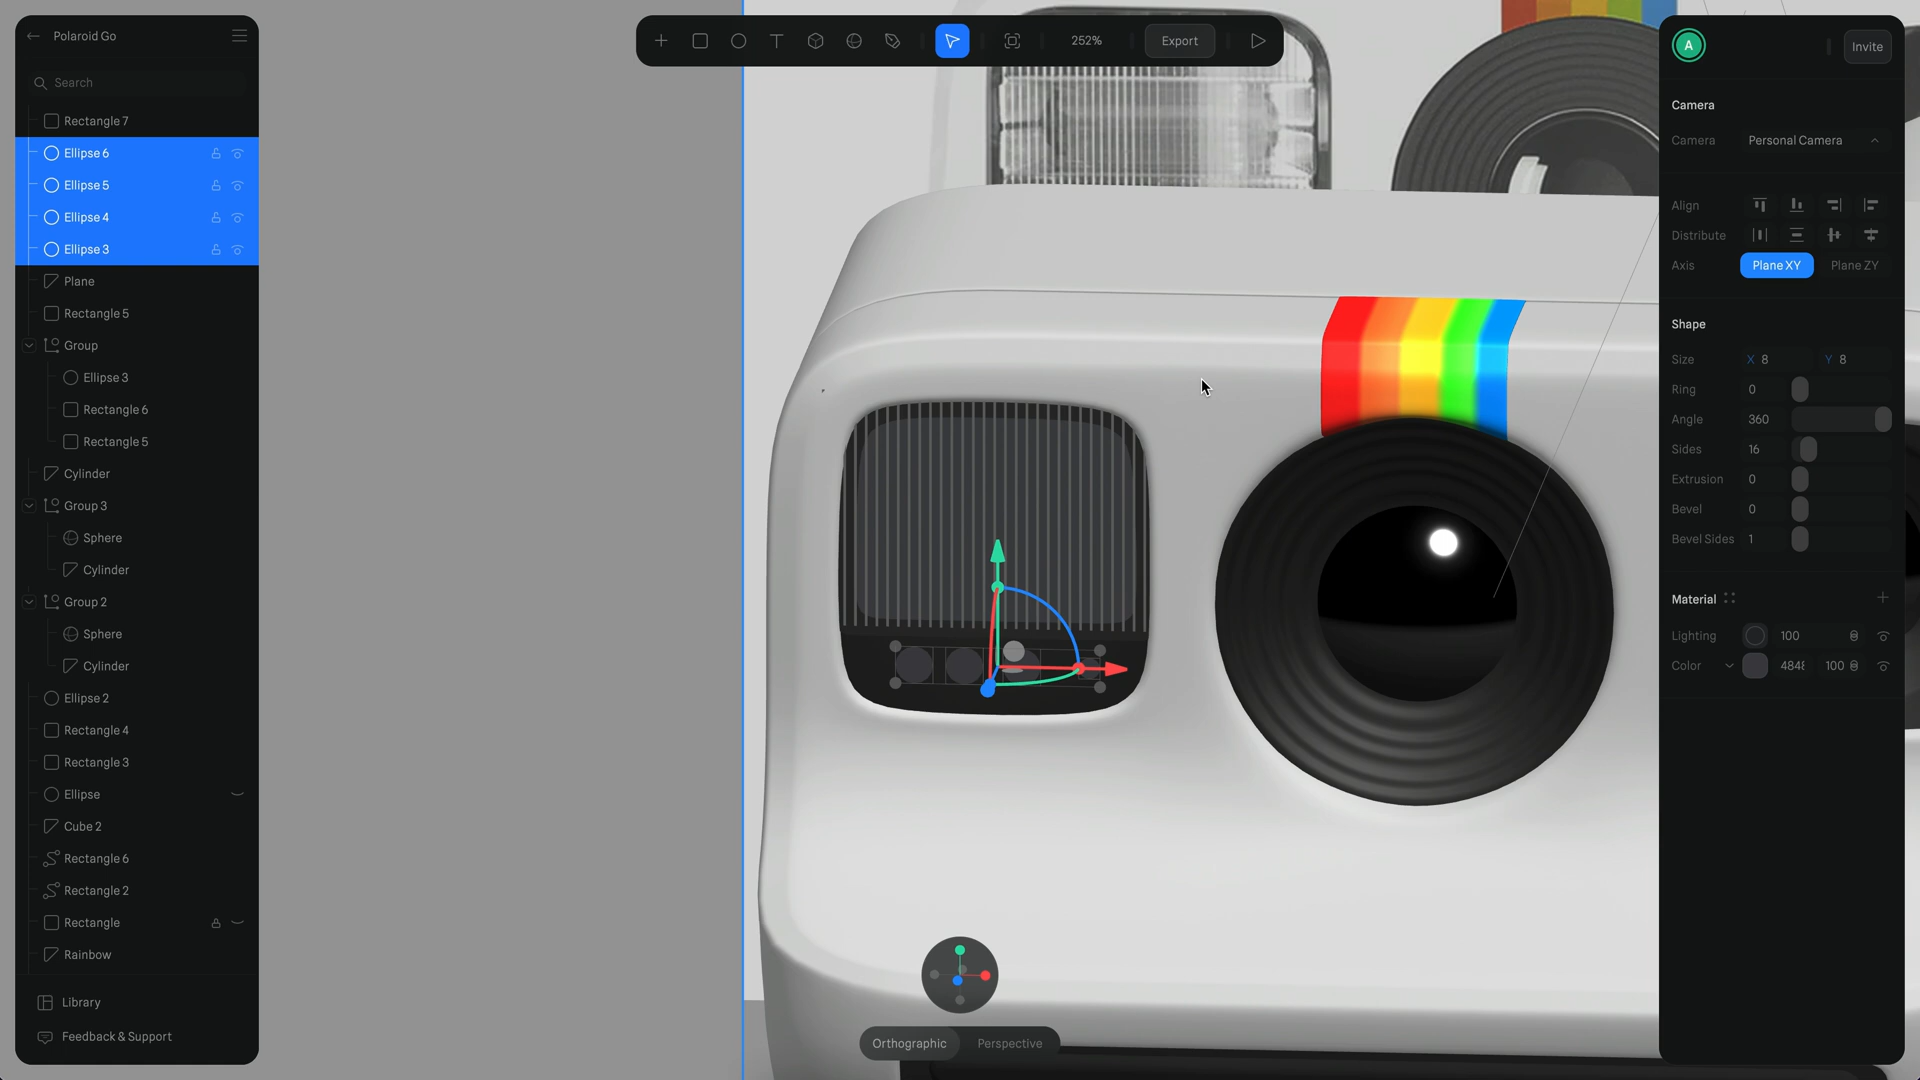 Polaroid Go
Search
Rectangle 7
Ellipse 6
Ellipse 5
Ellipse 4
Ellipse 3
Plane
Rectangle 5
Group
Ellipse 3
Rectangle 6
Rectangle 5
Cylinder
Group 3
Sphere
Cylinder
Group 2
Sphere
Cylinder
Ellipse 2
Rectangle 4
Rectangle 3
Ellipse
Cube 2
Rectangle 6
Rectangle 2
Rectangle
Rainbow
Library
Feedback & Support
252%
Export
Orthographic
Perspective
A
Invite
Camera
Camera Personal Camera
Align
Distribute
Axis Plane XY Plane ZY
Shape
Size X 8 Y 8
Ring 0
Angle 360
Sides 16
Extrusion 0
Bevel 0
Bevel Sides 1
Material
Lighting 100
Color 4848 100